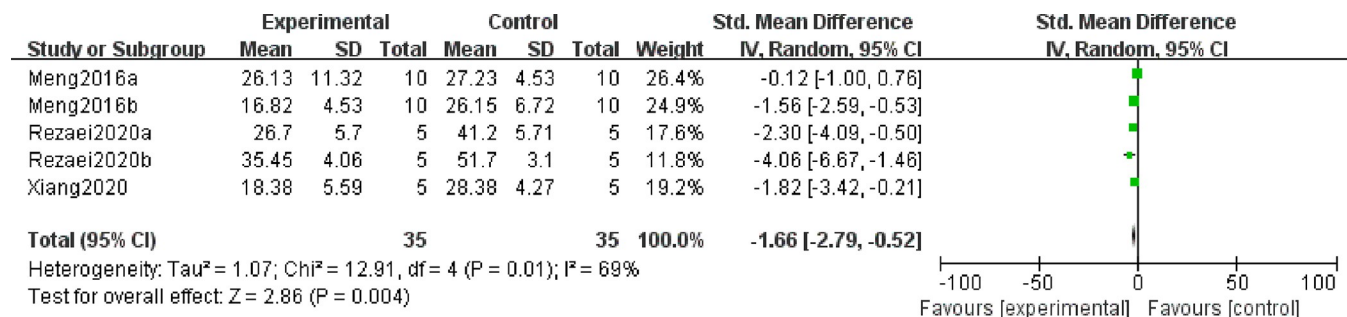 Experimental Control Std. Mean Difference Std. Mean Difference
Study or Subgroup Mean SD Total Mean SD Total Weight IV, Random, 95% CI IV, Random, 95% CI
Meng2016a 26.13 11.32 10 27.23 4.53 10 26.4% -0.12 [-1.00, 0.76]
Meng2016b 16.82 4.53 10 26.15 6.72 10 24.9% -1.56 [-2.59, -0.53]
Rezaei2020a 26.7 5.7 5 41.2 5.71 5 17.6% -2.30 [-4.09, -0.50]
Rezaei2020b 35.45 4.06 5 51.7 3.1 5 11.8% -4.06 [-6.67, -1.46]
Xiang2020 18.38 5.59 5 28.38 4.27 5 19.2% -1.82 [-3.42, -0.21]
Total (95% CI) 35 35 100.0% -1.66 [-2.79, -0.52]
Heterogeneity: Tau² = 1.07; Chi² = 12.91, df = 4 (P = 0.01); I² = 69%
Test for overall effect: Z = 2.86 (P = 0.004)
-100 -50 0 50 100
Favours [experimental] Favours [control]